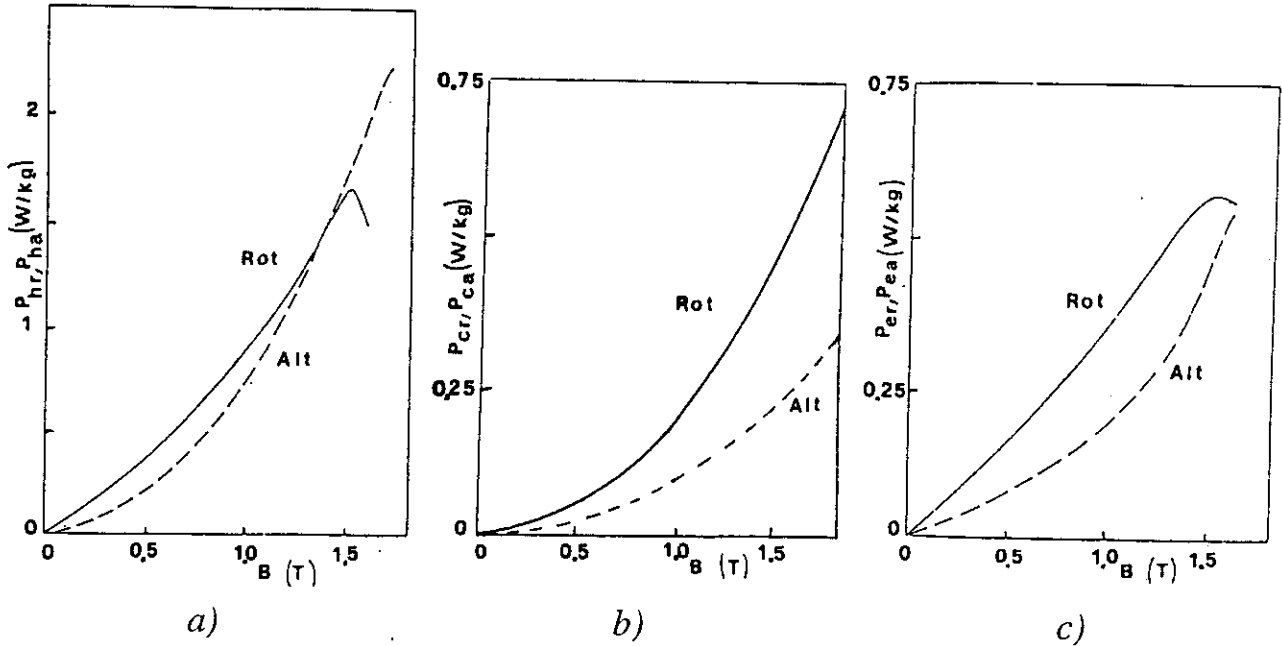 2
1
0
P_hr, P_ha (W/kg)
Rot
Alt
0 0,5 1,0 1,5
B (T)
a)
0,75
0,25
0
P_cr, P_ca (W/kg)
Rot
Alt
0 0,5 1,0 1,5
B (T)
b)
0,75
0,25
0
P_er, P_ea (W/kg)
Rot
Alt
0 0,5 1,0 1.5
B (T)
c)